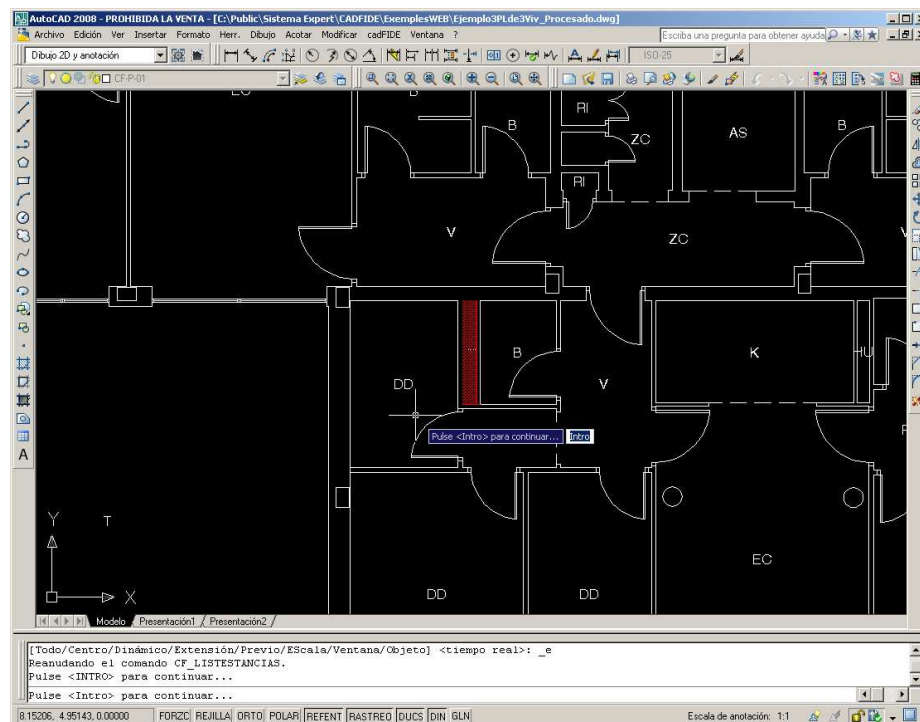 AutoCAD 2008 - PROHIBIDA LA VENTA - [C:\Public\Sistema Expert\CADFIDE\ExemplesWEB\Ejemplo3PLde3Viv_Procesado.dwg]
Archivo Edición Ver Insertar Formato Herr. Dibujo Acotar Modificar cadFIDE Ventana ?
Escriba una pregunta para obtener ayuda
Dibujo 2D y anotación
ISO-25
CF-P-01
EC
B
B
RI
ZC
AS
B
RI
V
ZC
V
B
K
HU
DD
V
Pulse <Intro> para continuar...
Intro
Y
T
X
EC
DD
DD
Modelo Presentación1 Presentación2
[Todo/Centro/Dinámico/Extensión/Previo/EScala/Ventana/Objeto] <tiempo real>: _e
Reanudando el comando CF_LISTESTANCIAS.
Pulse <INTRO> para continuar...
Pulse <Intro> para continuar...
8.15206, 4.95143, 0.00000 FORZC REJILLA ORTO POLAR REFENT RASTREO DUCS DIN GLN Escala de anotación: 1:1